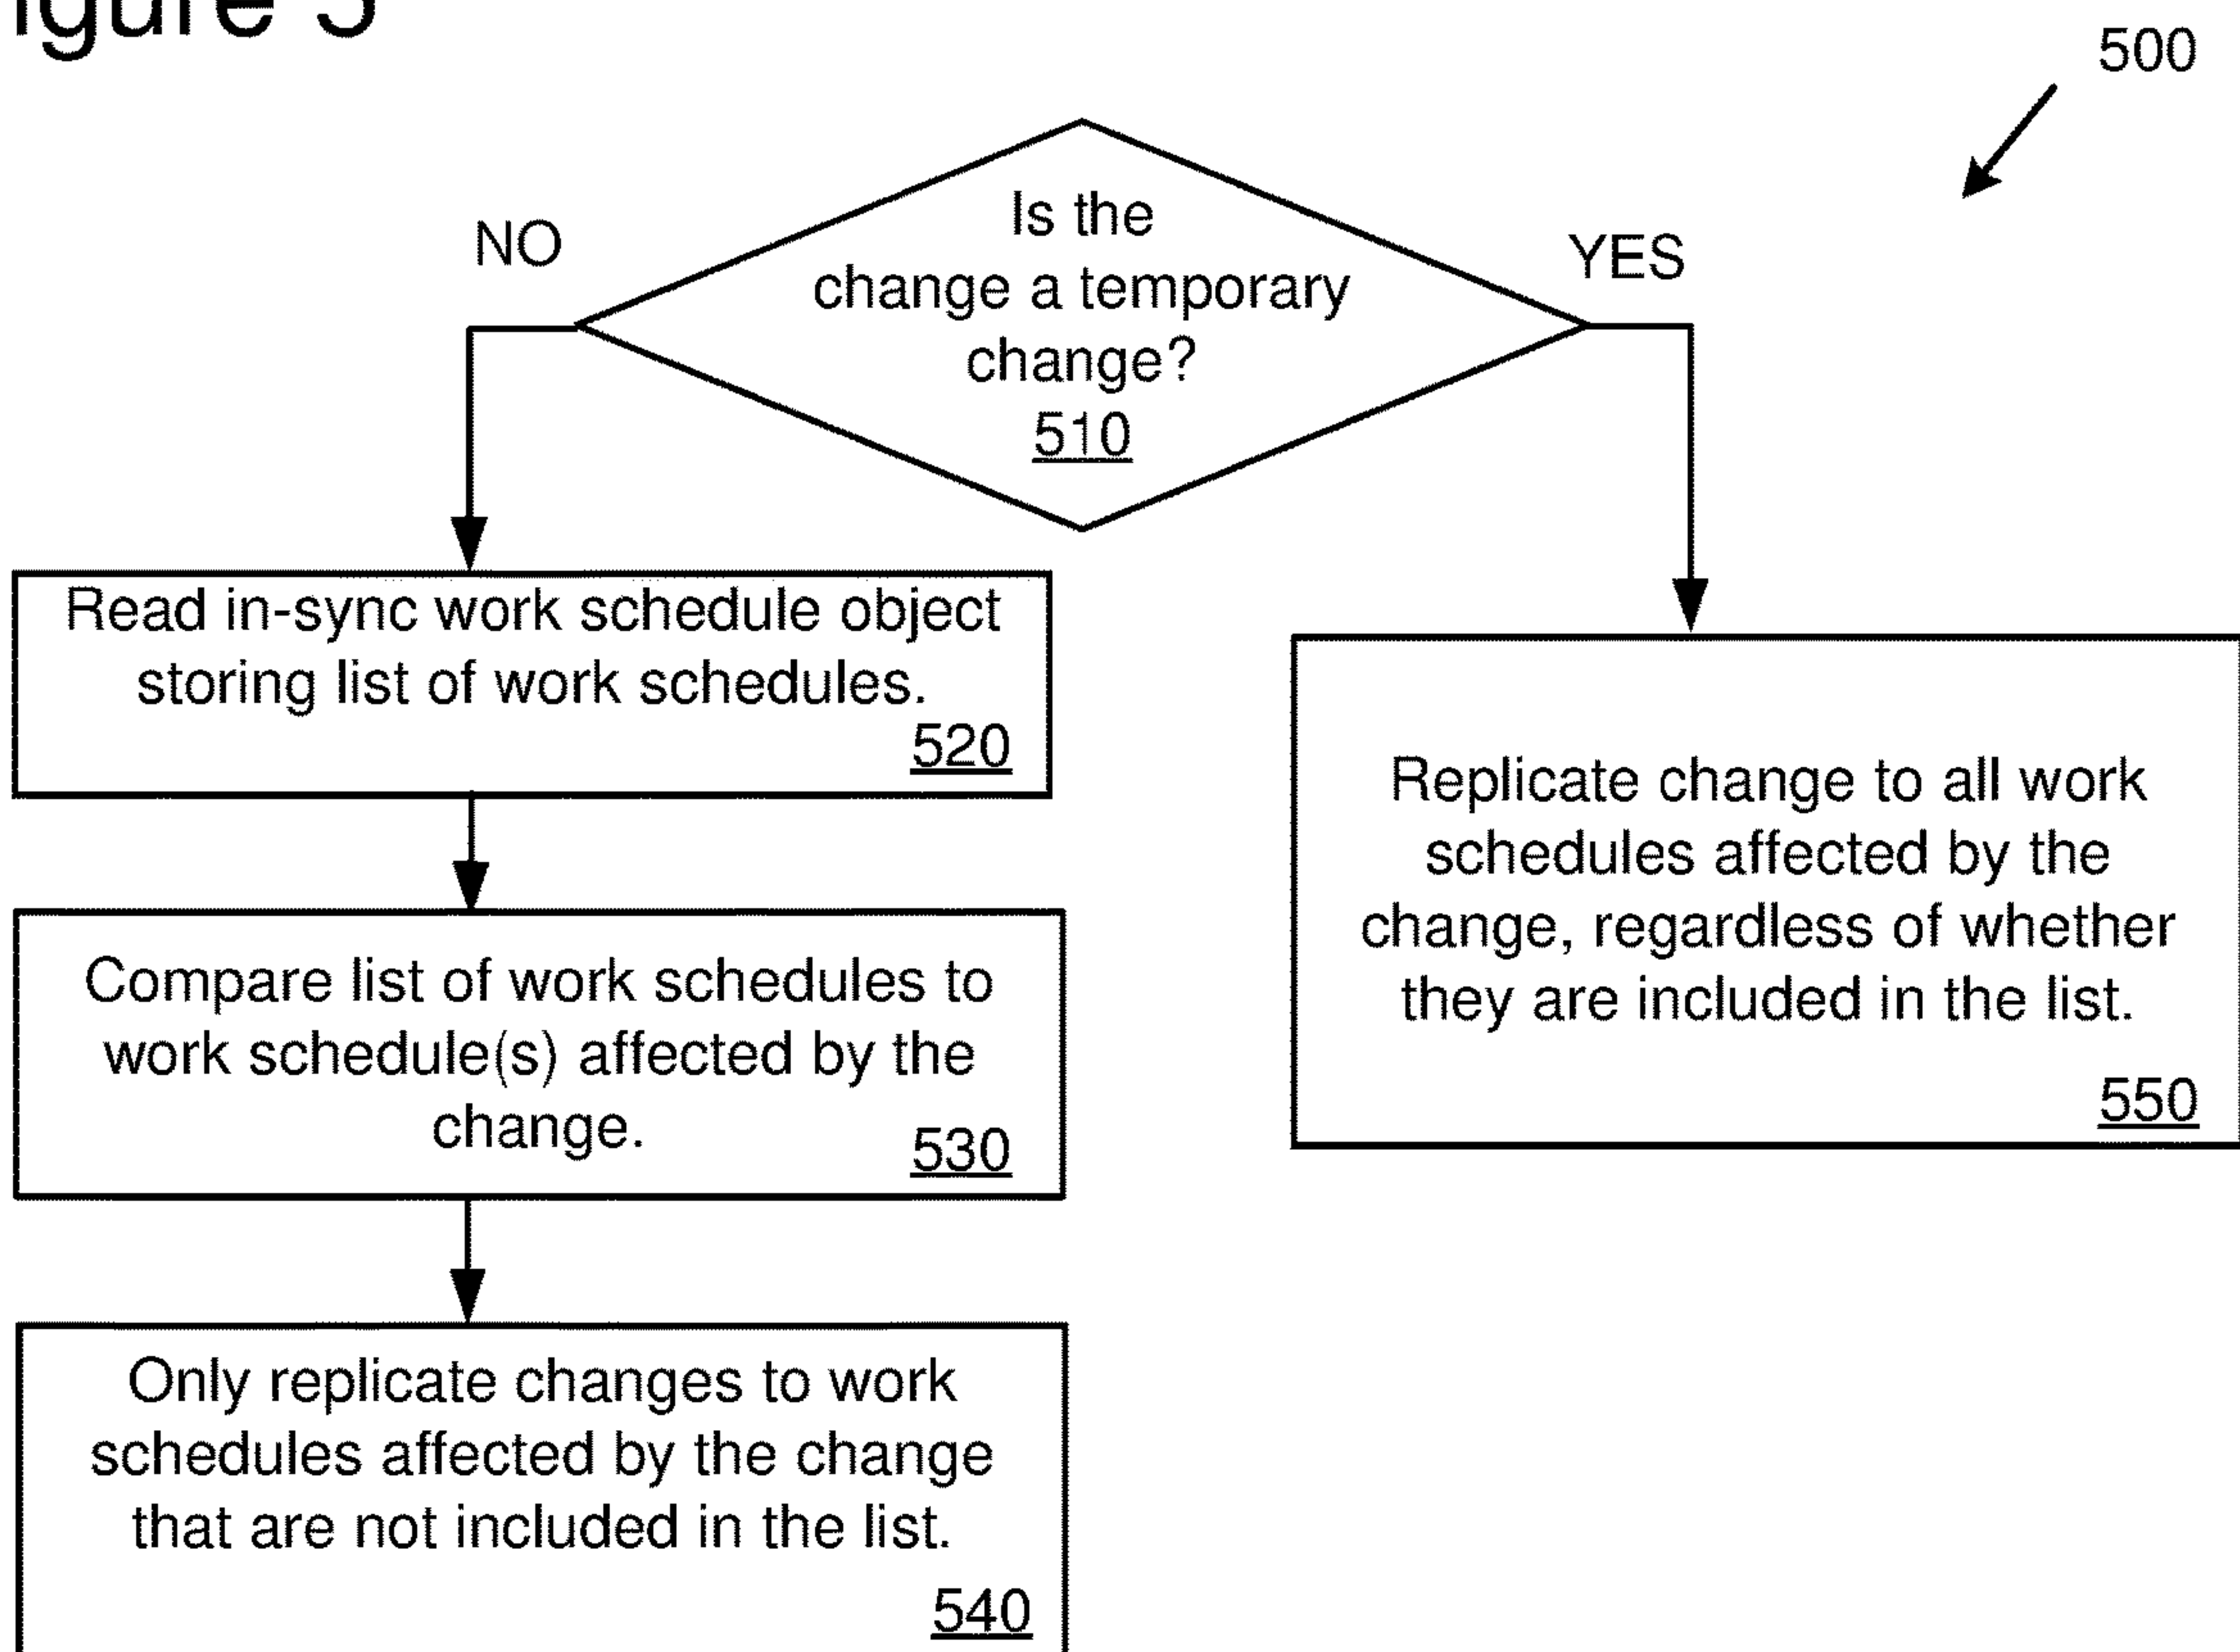 500
Is the
change a temporary
change?
510
NO
YES
Read in-sync work schedule object
storing list of work schedules.
520
Compare list of work schedules to
work schedule(s) affected by the
change.
530
Only replicate changes to work
schedules affected by the change
that are not included in the list.
540
Replicate change to all work
schedules affected by the
change, regardless of whether
they are included in the list.
550